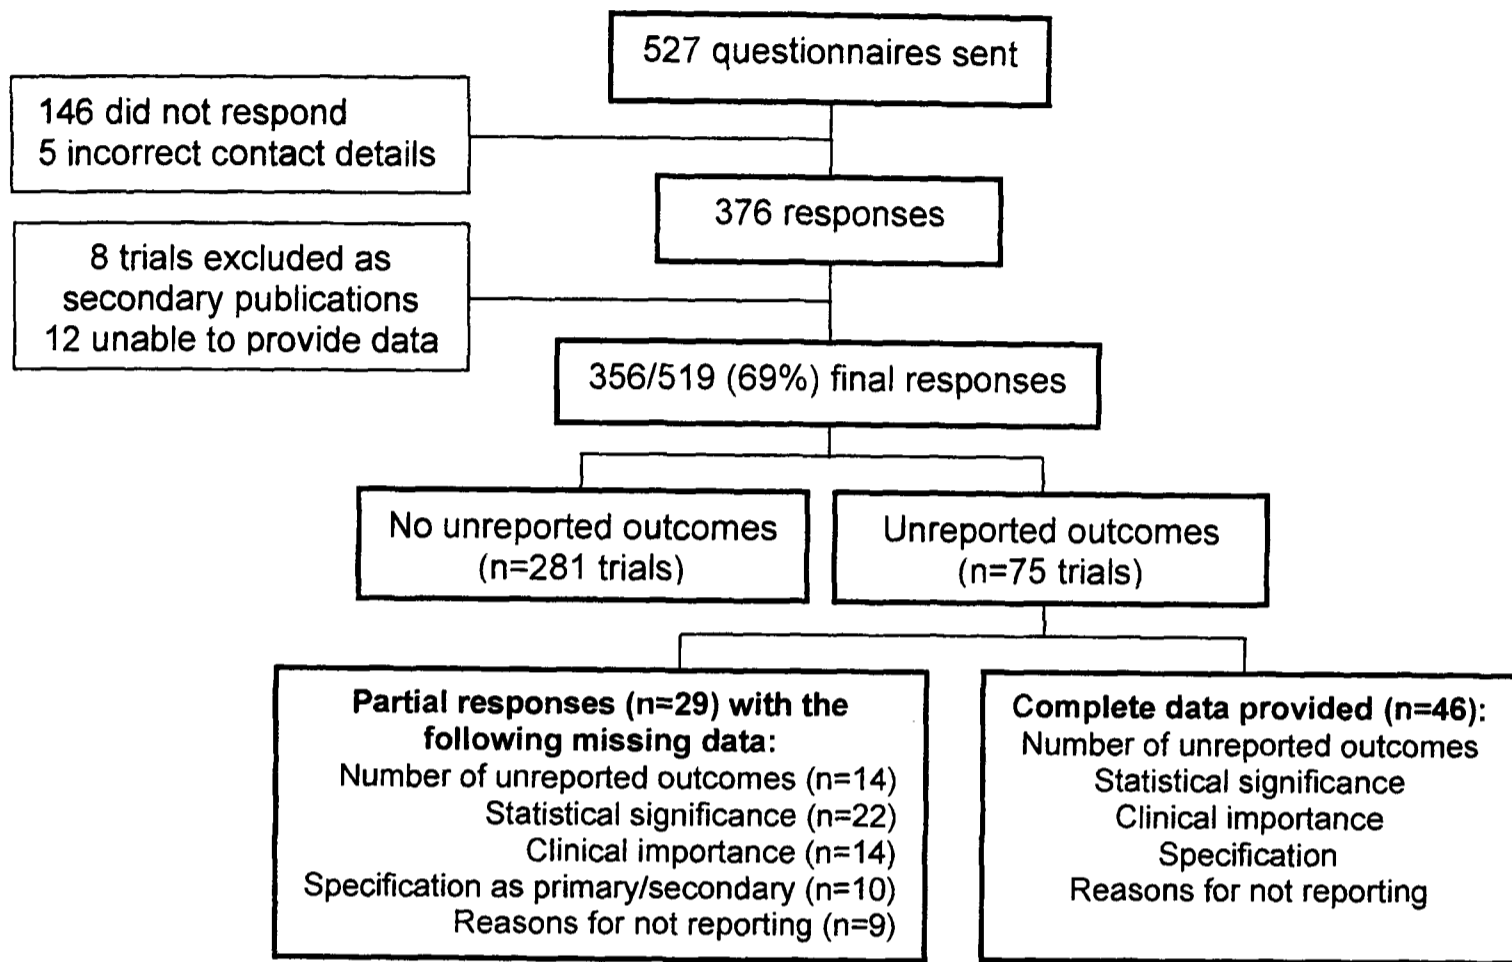 527 questionnaires sent
146 did not respond
5 incorrect contact details
376 responses
8 trials excluded as
secondary publications
12 unable to provide data
356/519 (69%) final responses
No unreported outcomes
(n=281 trials)
Unreported outcomes
(n=75 trials)
Partial responses (n=29) with the
following missing data:
Number of unreported outcomes (n=14)
Statistical significance (n=22)
Clinical importance (n=14)
Specification as primary/secondary (n=10)
Reasons for not reporting (n=9)
Complete data provided (n=46):
Number of unreported outcomes
Statistical significance
Clinical importance
Specification
Reasons for not reporting